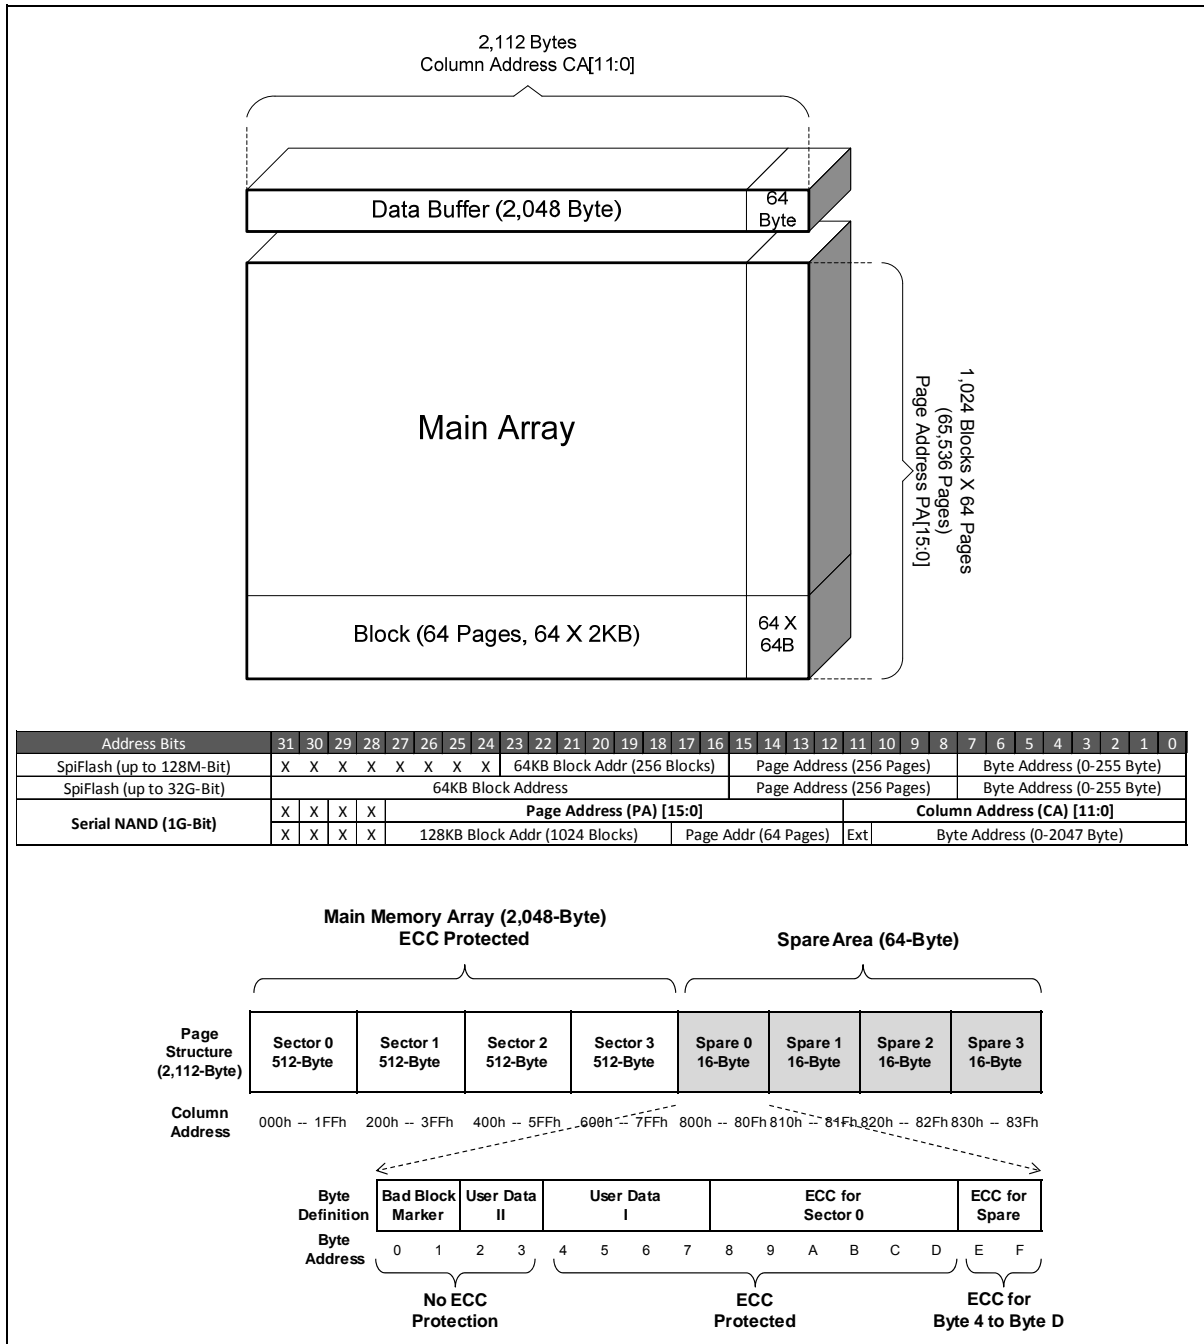 2,112 Bytes
Column Address CA[11:0]
Data Buffer (2,048 Byte)
64
Byte
Main Array
1,024 Blocks X 64 Pages
(65,536 Pages)
Page Address PA[15:0]
Block (64 Pages, 64 X 2KB)
64 X
64B
Address Bits 31 30 29 28 27 26 25 24 23 22 21 20 19 18 17 16 15 14 13 12 11 10 9 8 7 6 5 4 3 2 1 0
SpiFlash (up to 128M-Bit) X X X X X X X X 64KB Block Addr (256 Blocks) Page Address (256 Pages) Byte Address (0-255 Byte)
SpiFlash (up to 32G-Bit) 64KB Block Address Page Address (256 Pages) Byte Address (0-255 Byte)
Serial NAND (1G-Bit) X X X X Page Address (PA) [15:0] Column Address (CA) [11:0]
X X X X 128KB Block Addr (1024 Blocks) Page Addr (64 Pages) Ext Byte Address (0-2047 Byte)
Main Memory Array (2,048-Byte)
ECC Protected
Spare Area (64-Byte)
Page
Structure
(2,112-Byte)
Sector 0
512-Byte
Sector 1
512-Byte
Sector 2
512-Byte
Sector 3
512-Byte
Spare 0
16-Byte
Spare 1
16-Byte
Spare 2
16-Byte
Spare 3
16-Byte
Column
Address
000h -- 1FFh 200h -- 3FFh 400h -- 5FFh 600h -- 7FFh 800h -- 80Fh 810h -- 81Fh 820h -- 82Fh 830h -- 83Fh
Byte
Definition
Bad Block
Marker
User Data
II
User Data
I
ECC for
Sector 0
ECC for
Spare
Byte
Address
0 1 2 3 4 5 6 7 8 9 A B C D E F
No ECC
Protection
ECC
Protected
ECC for
Byte 4 to Byte D